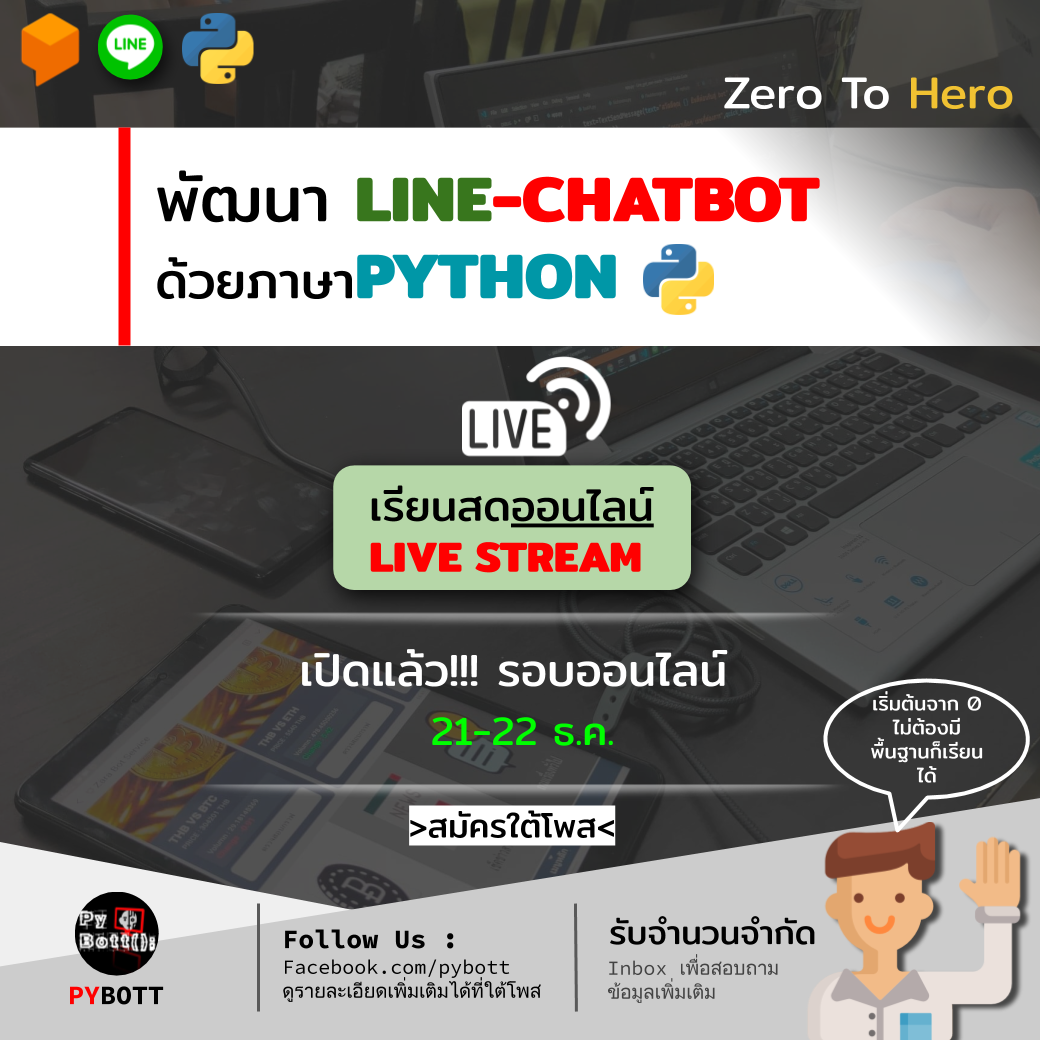 LINE
Zero To Hero
พัฒนา LINE-CHATBOT
ด้วยภาษาPYTHON
LIVE
เรียนสดออนไลน์
LIVE STREAM
เปิดแล้ว!!! รอบออนไลน์
21-22 ธ.ค.
THB VS ETH
THB VS BTC
NEWS
>สมัครใต้โพส<
เริ่มต้นจาก 0
ไม่ต้องมี
พื้นฐานก็เรียน
ได้
Py
Bott():
PYBOTT
Follow Us :
Facebook.com/pybott
ดูรายละเอียดเพิ่มเติมได้ที่ใต้โพส
รับจำนวนจำกัด
Inbox เพื่อสอบถาม
ข้อมูลเพิ่มเติม